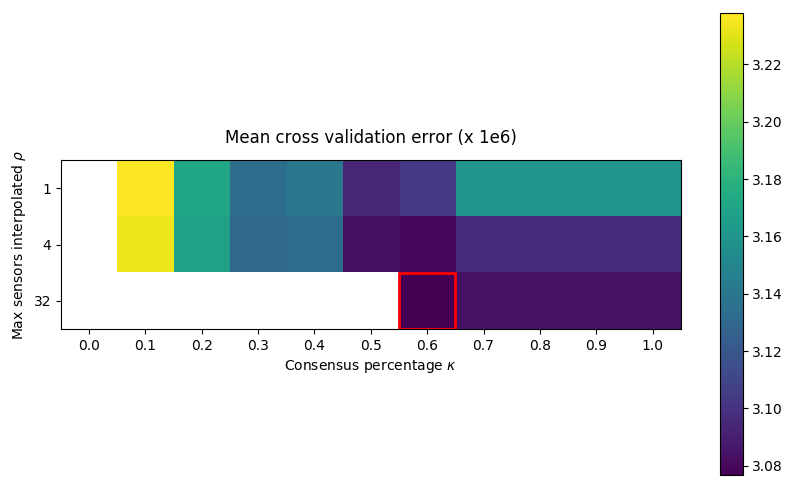 Mean cross validation error (x 1e6)
Max sensors interpolated ρ
1
4
32
0.0 0.1 0.2 0.3 0.4 0.5 0.6 0.7 0.8 0.9 1.0
Consensus percentage κ
3.22
3.20
3.18
3.16
3.14
3.12
3.10
3.08